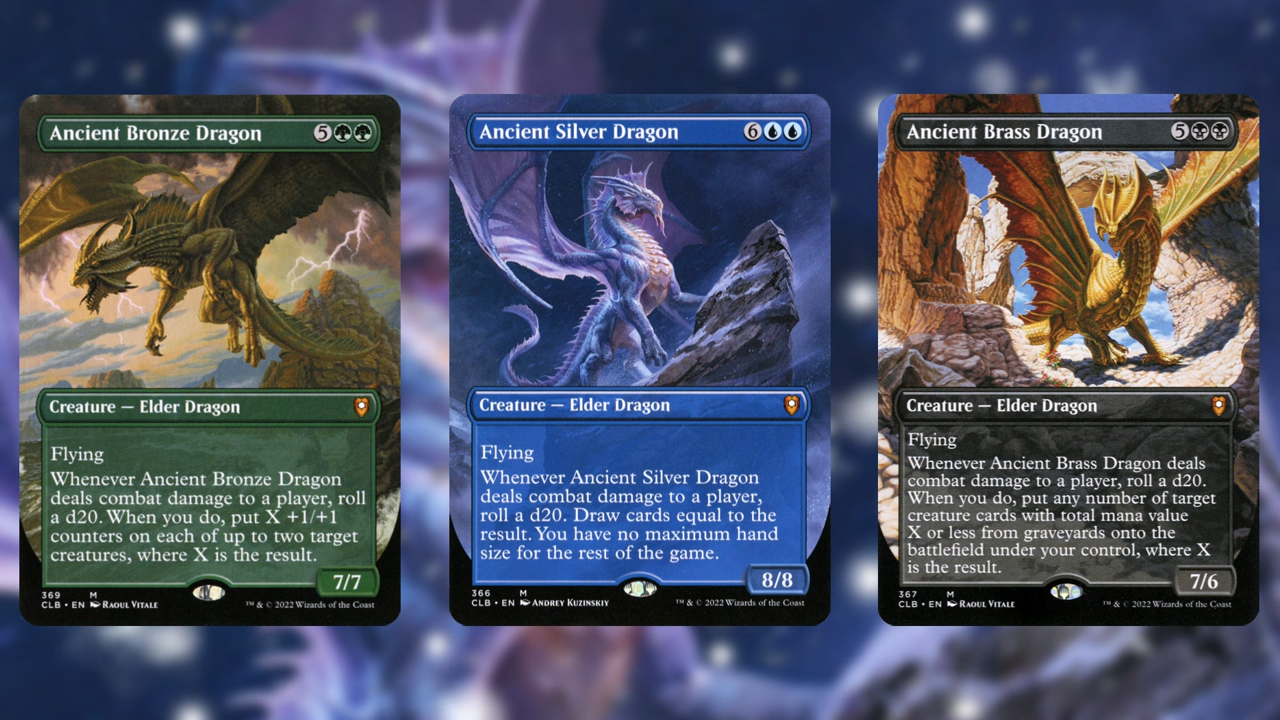 Ancient Bronze Dragon 5
Creature — Elder Dragon
Flying
Whenever Ancient Bronze Dragon
deals combat damage to a player, roll
a d20. When you do, put X +1/+1
counters on each of up to two target
creatures, where X is the result.
7/7
369 M
CLB • EN RAOUL VITALE ™ & © 2022 Wizards of the Coast
Ancient Silver Dragon 6
Creature — Elder Dragon
Flying
Whenever Ancient Silver Dragon
deals combat damage to a player,
roll a d20. Draw cards equal to the
result. You have no maximum hand
size for the rest of the game.
8/8
366 M
CLB • EN ANDREY KUZINSKIY ™ & © 2022 Wizards of the Coast
Ancient Brass Dragon 5
Creature — Elder Dragon
Flying
Whenever Ancient Brass Dragon deals
combat damage to a player, roll a d20.
When you do, put any number of target
creature cards with total mana value
X or less from graveyards onto the
battlefield under your control, where X
is the result.
7/6
367 M
CLB • EN RAOUL VITALE ™ & © 2022 Wizards of the Coast